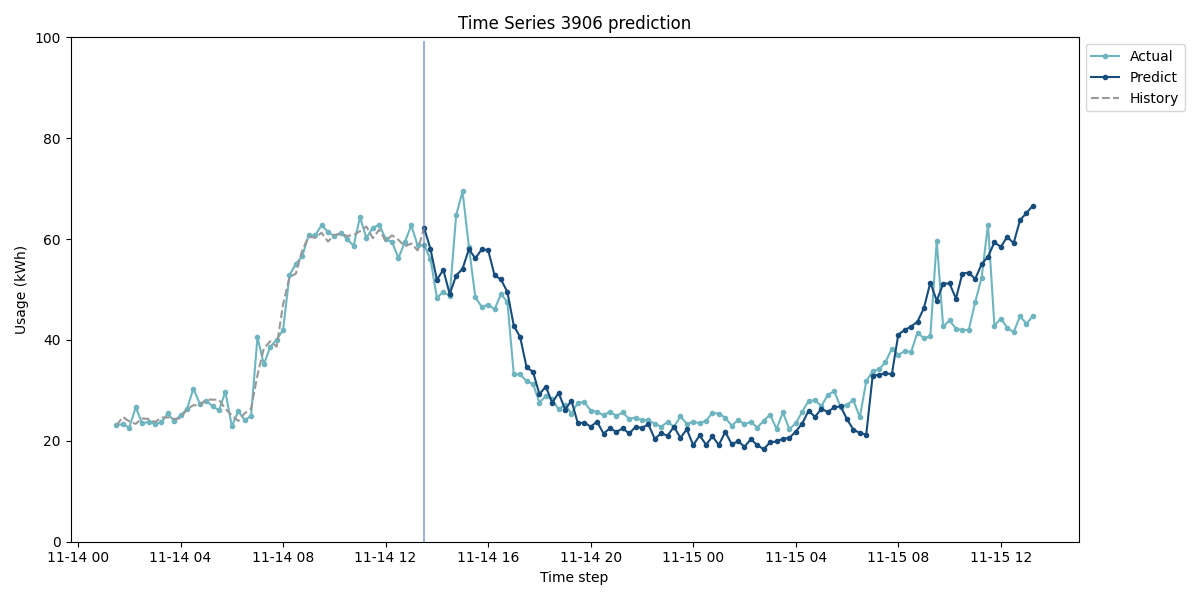 Time Series 3906 prediction
Actual
Predict
History
Usage (kWh)
100
80
60
40
20
0
11-14 00 11-14 04 11-14 08 11-14 12 11-14 16 11-14 20 11-15 00 11-15 04 11-15 08 11-15 12
Time step